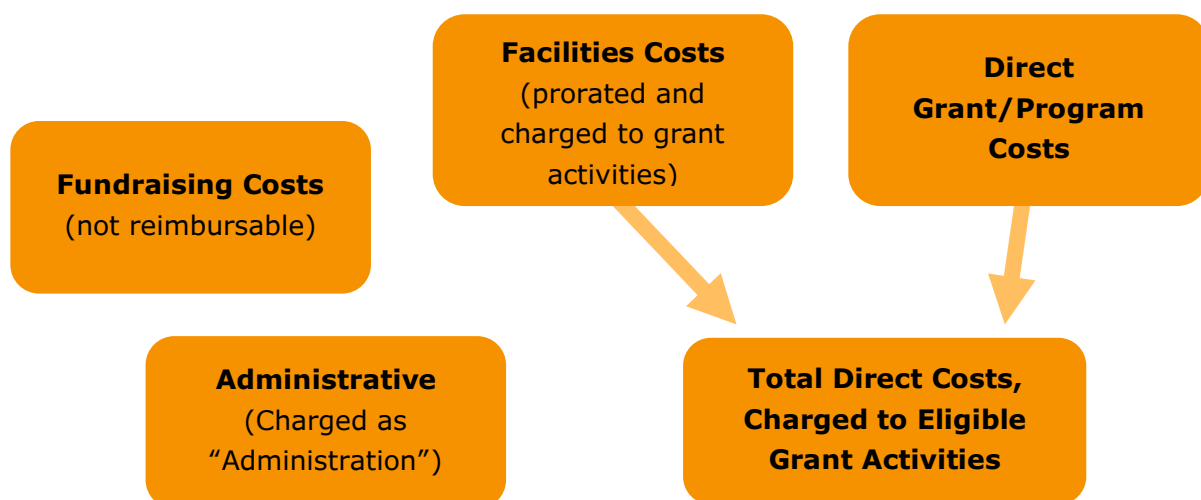 Facilities Costs
(prorated and
charged to grant
activities)
Direct
Grant/Program
Costs
Fundraising Costs
(not reimbursable)
Administrative
(Charged as
“Administration”)
Total Direct Costs,
Charged to Eligible
Grant Activities